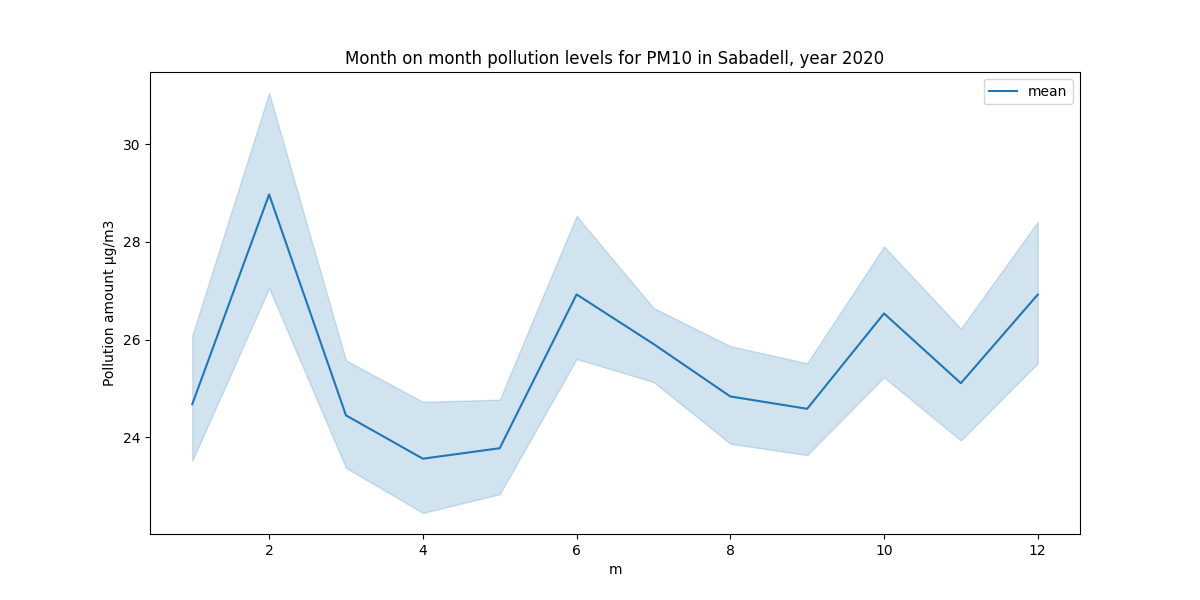 Month on month pollution levels for PM10 in Sabadell, year 2020
mean
Pollution amount µg/m3
30
28
26
24
2 4 6 8 10 12
m